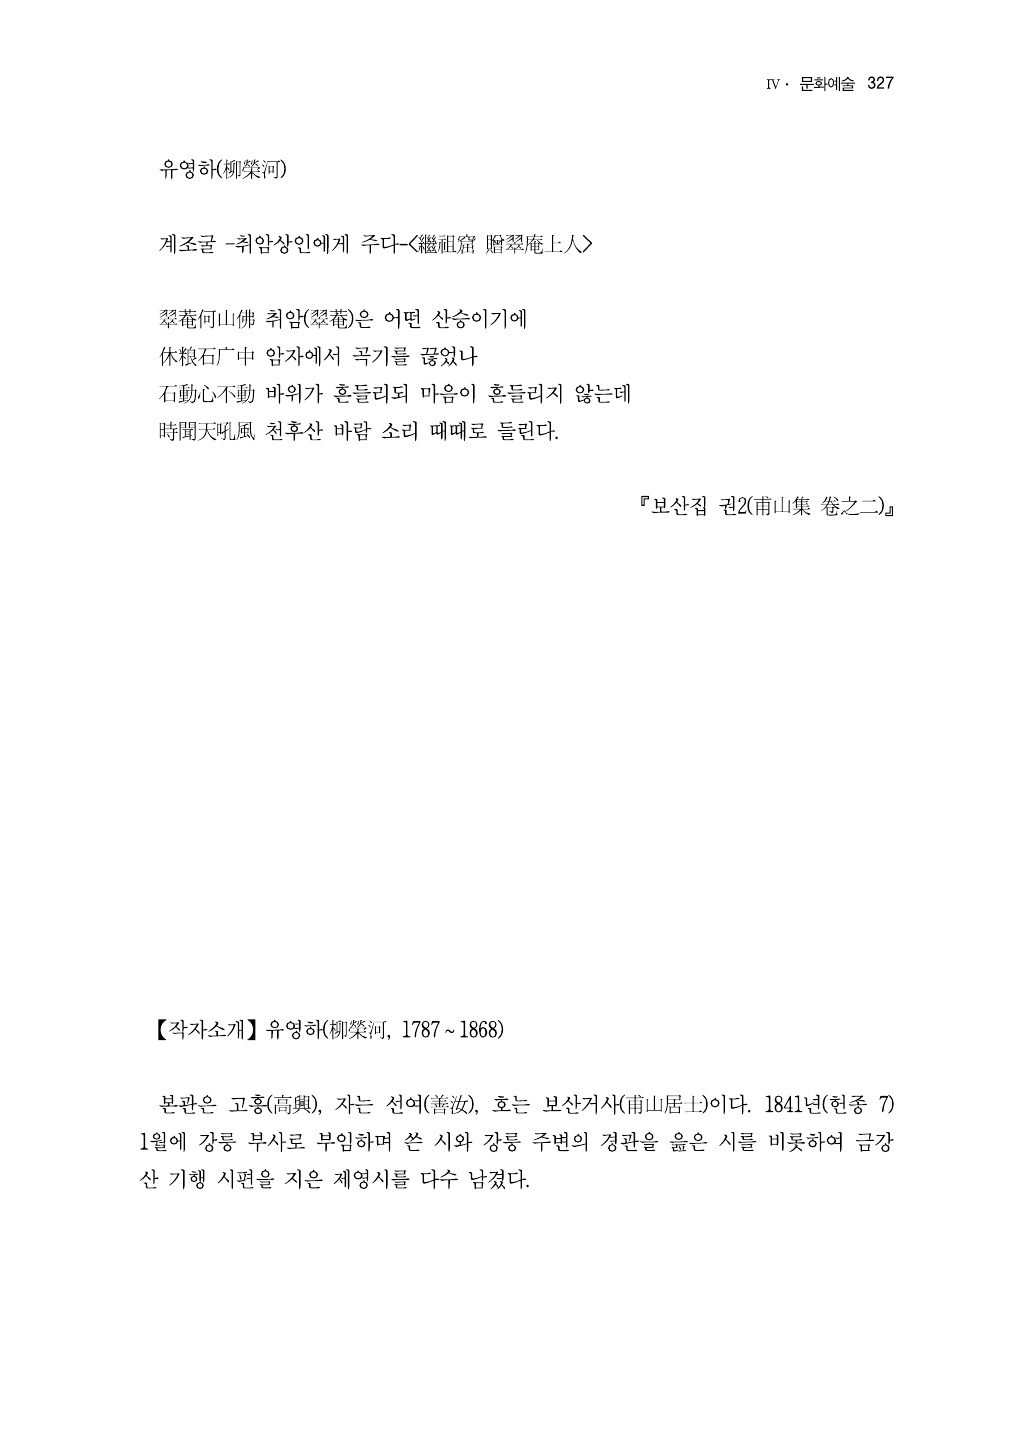 Ⅳ · 문화예술 327
유영하(柳榮河)
계조굴 -취암상인에게 주다-<繼祖窟 贈翠庵上人>
翠菴何山佛 취암(翠菴)은 어떤 산승이기에
休粮石广中 암자에서 곡기를 끊었나
石動心不動 바위가 흔들리되 마음이 흔들리지 않는데
時聞天吼風 천후산 바람 소리 때때로 들린다.
『보산집 권2(甫山集 卷之二)』
【작자소개】 유영하(柳榮河, 1787~1868)
본관은 고흥(高興), 자는 선여(善汝), 호는 보산거사(甫山居士)이다. 1841년(헌종 7)
1월에 강릉 부사로 부임하며 쓴 시와 강릉 주변의 경관을 읊은 시를 비롯하여 금강
산 기행 시편을 지은 제영시를 다수 남겼다.